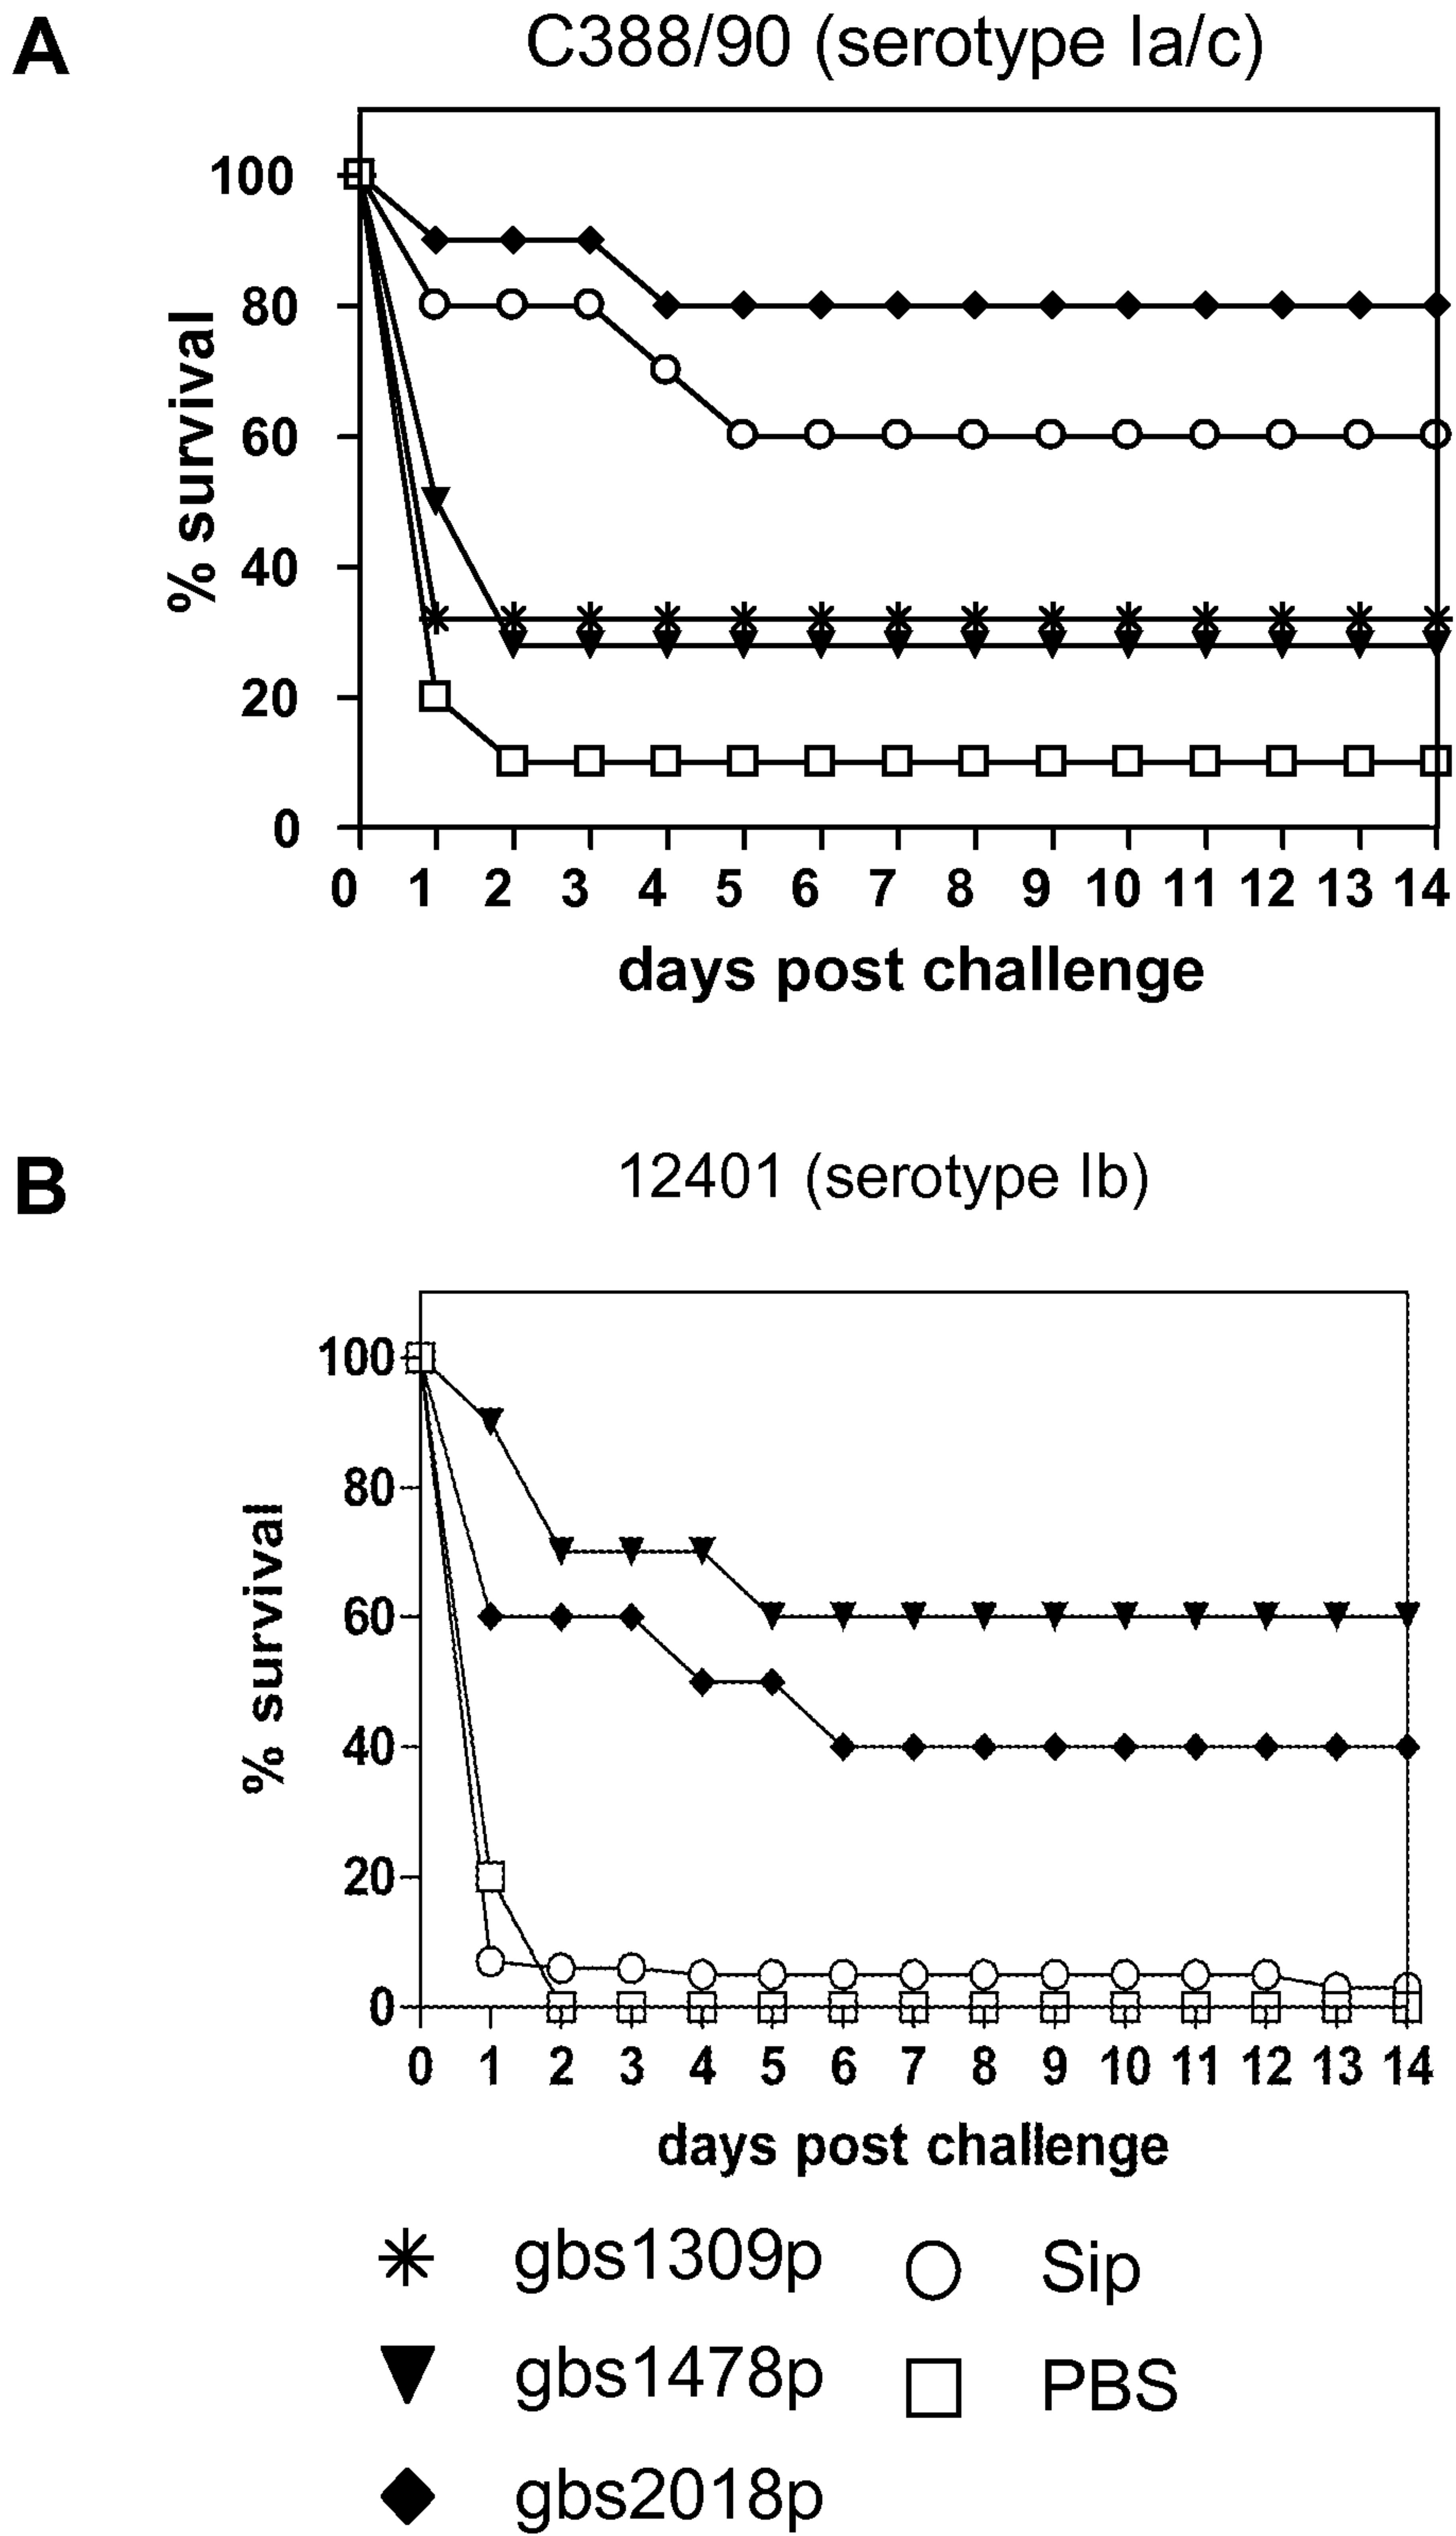 A
C388/90 (serotype Ia/c)
% survival
100
80
60
40
20
0
0 1 2 3 4 5 6 7 8 9 10 11 12 13 14
days post challenge
B
12401 (serotype Ib)
% survival
100
80
60
40
20
0
0 1 2 3 4 5 6 7 8 9 10 11 12 13 14
days post challenge
gbs1309p Sip
gbs1478p PBS
gbs2018p